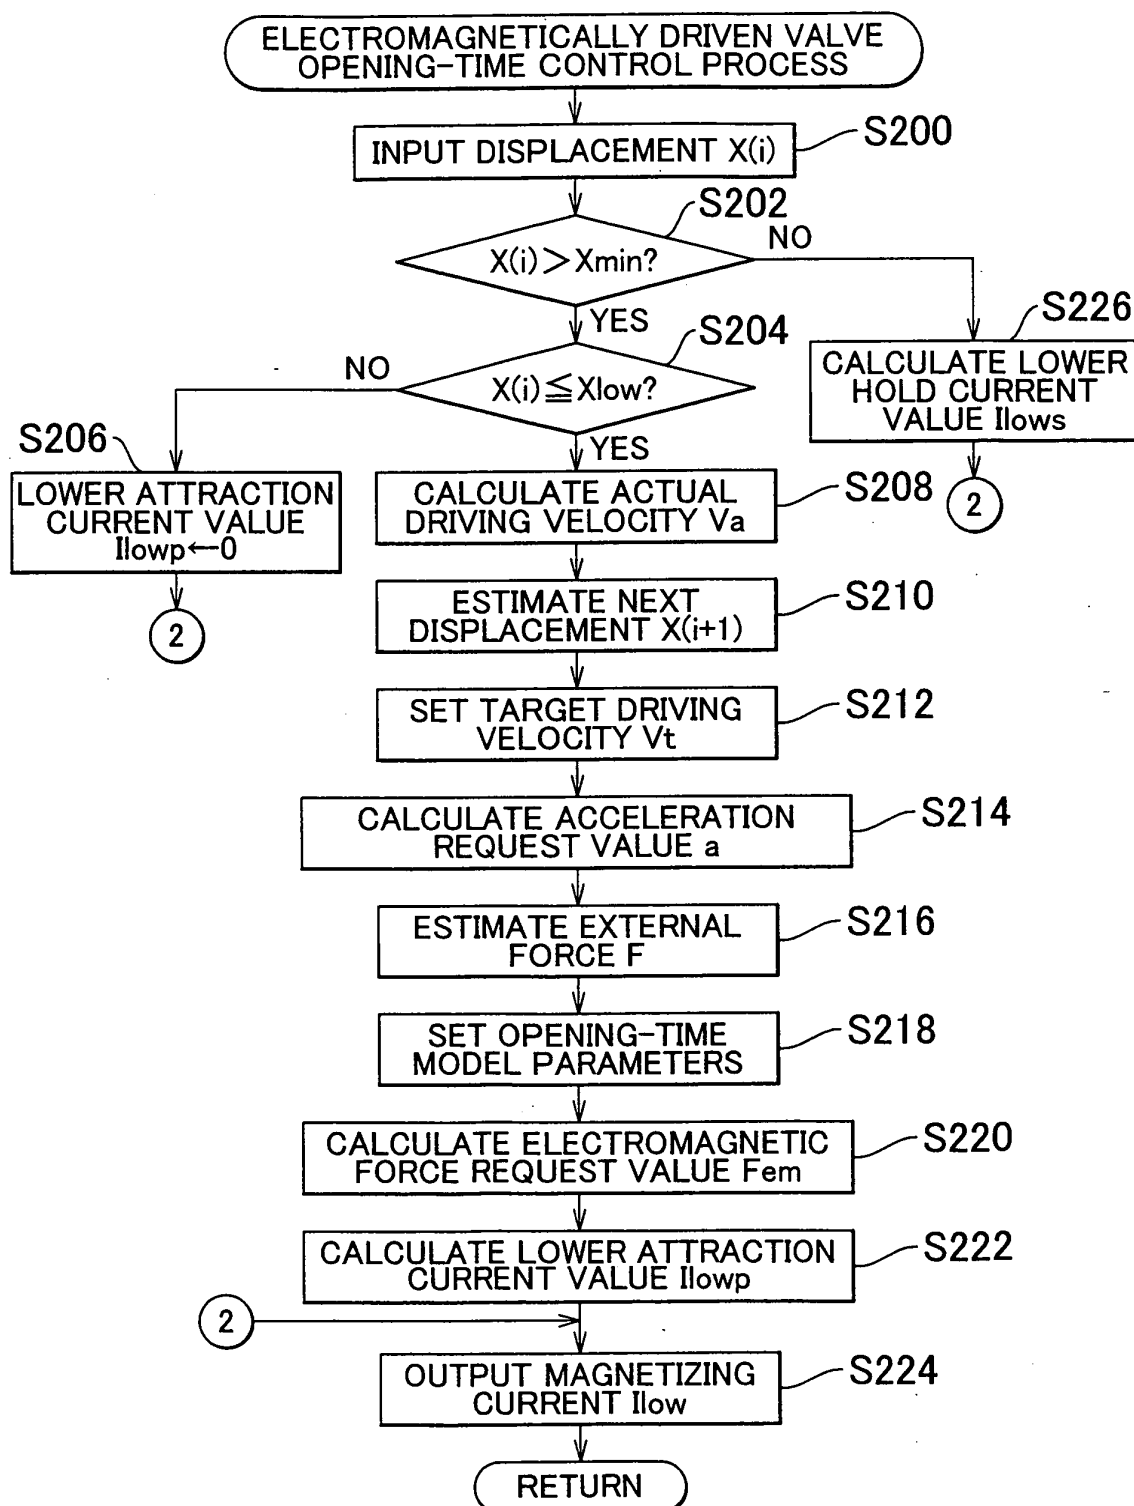 ELECTROMAGNETICALLY DRIVEN VALVE
OPENING-TIME CONTROL PROCESS
INPUT DISPLACEMENT X(i)
S200
S202
X(i)>Xmin?
NO
YES
S204
S226
CALCULATE LOWER
HOLD CURRENT
VALUE Ilows
2
NO
X(i)≦Xlow?
YES
S206
LOWER ATTRACTION
CURRENT VALUE
Ilowp←0
2
CALCULATE ACTUAL
DRIVING VELOCITY Va
S208
ESTIMATE NEXT
DISPLACEMENT X(i+1)
S210
SET TARGET DRIVING
VELOCITY Vt
S212
CALCULATE ACCELERATION
REQUEST VALUE a
S214
ESTIMATE EXTERNAL
FORCE F
S216
SET OPENING-TIME
MODEL PARAMETERS
S218
CALCULATE ELECTROMAGNETIC
FORCE REQUEST VALUE Fem
S220
CALCULATE LOWER ATTRACTION
CURRENT VALUE Ilowp
S222
2
OUTPUT MAGNETIZING
CURRENT Ilow
S224
RETURN